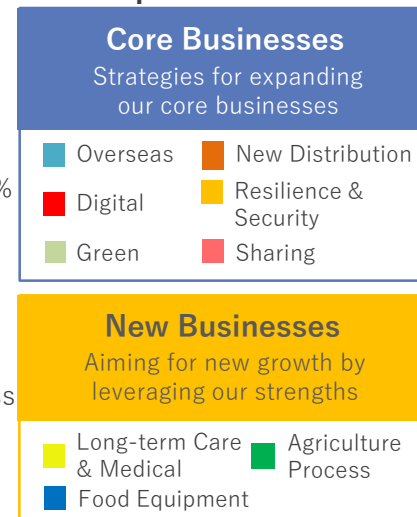 Core Businesses
Strategies for expanding
our core businesses
Overseas
New Distribution
%
Digital
Resilience &
Security
Green
Sharing
New Businesses
Aiming for new growth by
leveraging our strengths
s
Long-term Care
& Medical
Agriculture
Process
Food Equipment